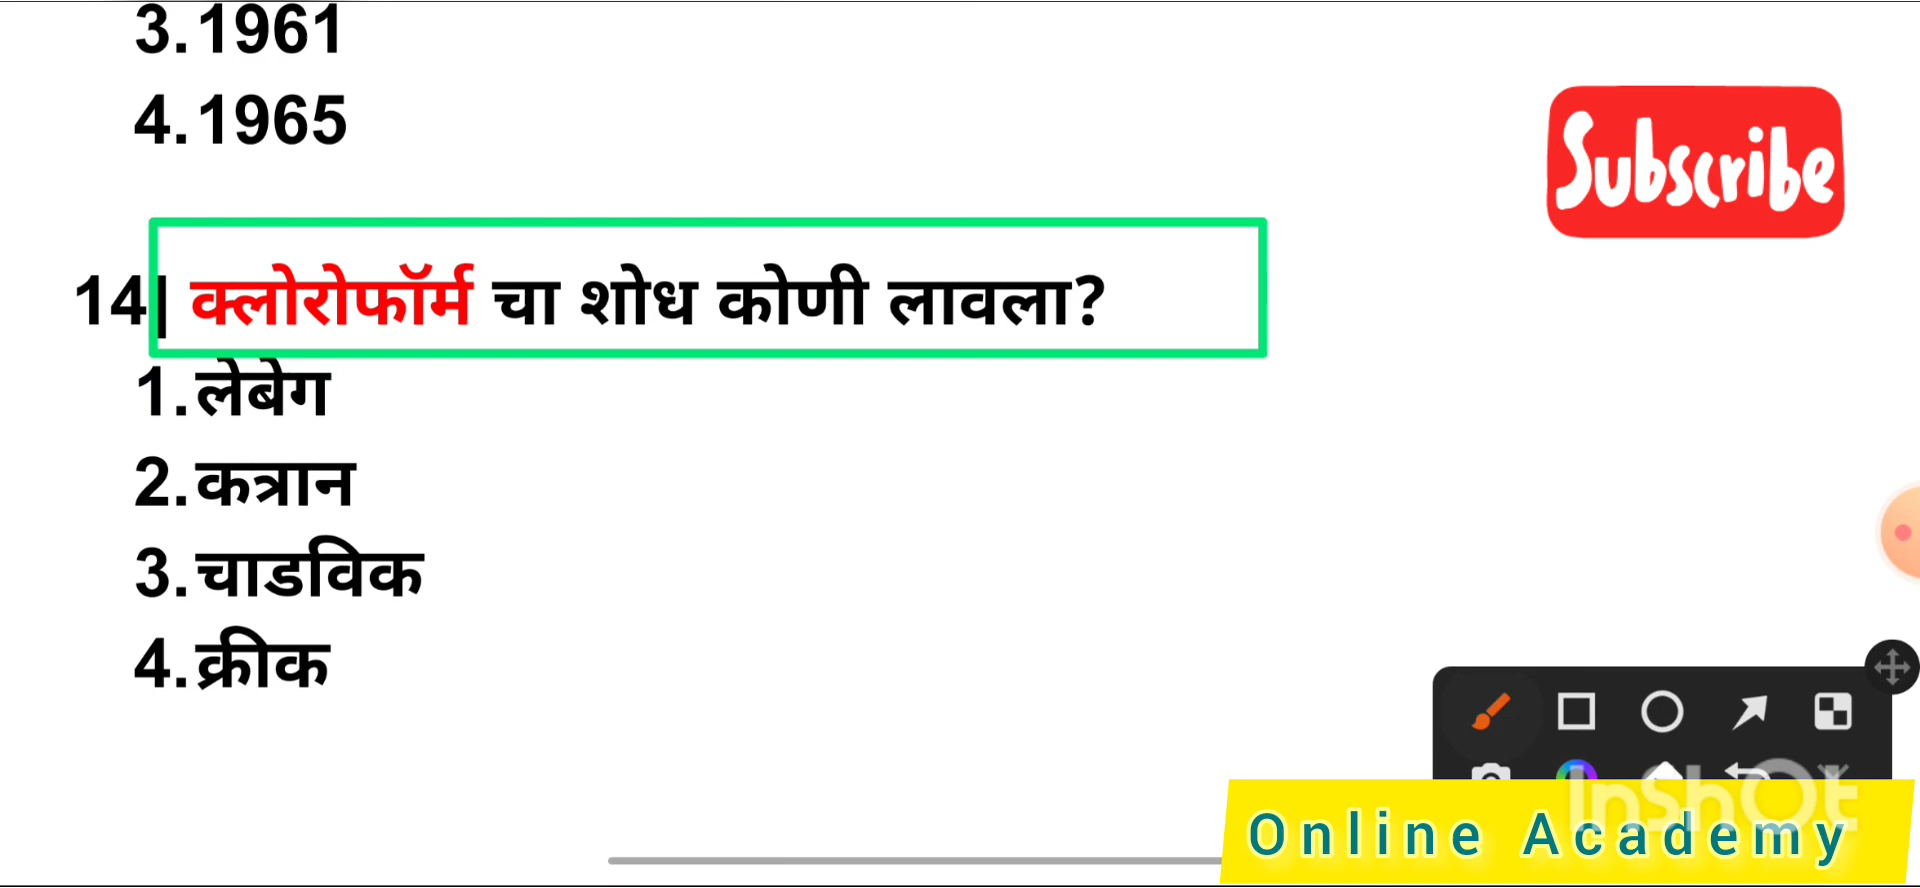 3.1961
4.1965
Subscribe
14| क्लोरोफॉर्म चा शोध कोणी लावला?
1.लेबेग
2.कत्रान
3.चाडविक
4.क्रीक
InShOt
Online Academy